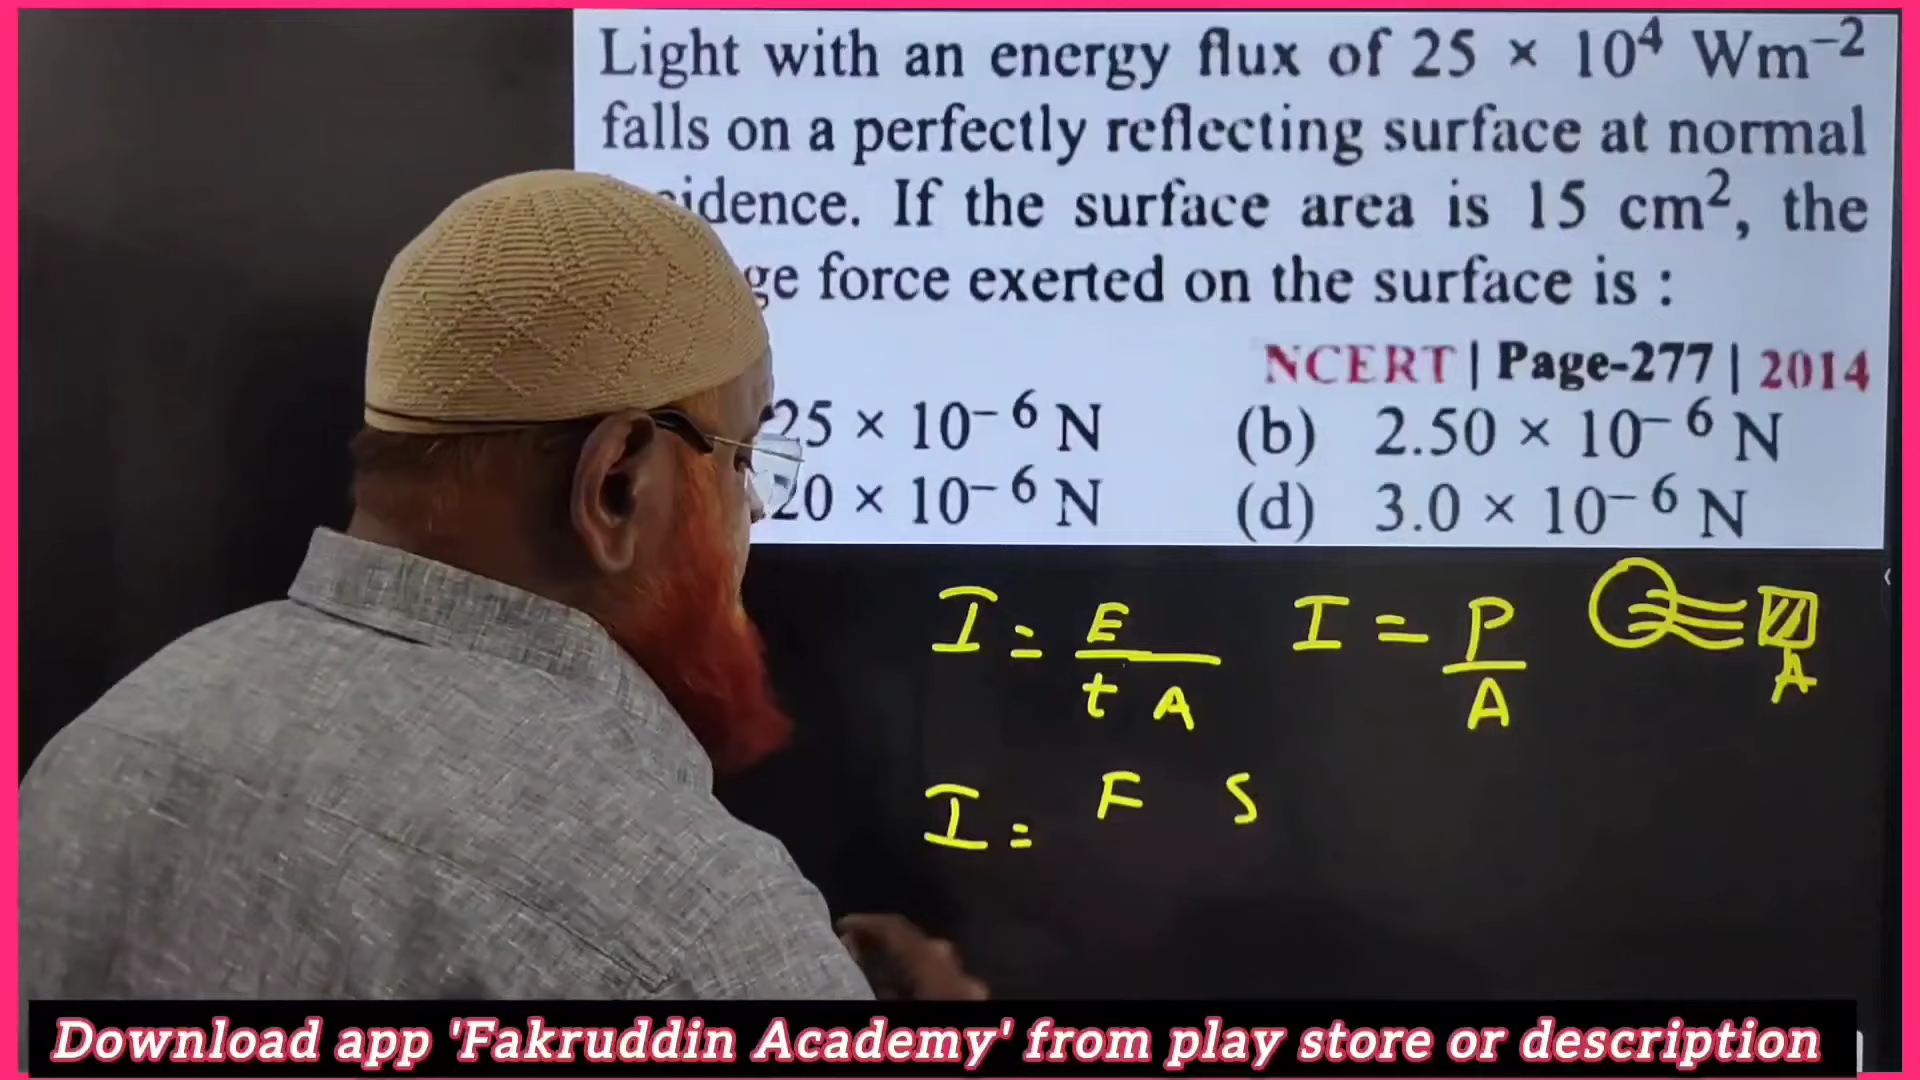 Light with an energy flux of 25 × 10⁴ Wm⁻²
falls on a perfectly reflecting surface at normal
idence. If the surface area is 15 cm², the
ge force exerted on the surface is :
NCERT | Page-277 | 2014
25 × 10⁻⁶ N (b) 2.50 × 10⁻⁶ N
.20 × 10⁻⁶ N (d) 3.0 × 10⁻⁶ N
I = E / t A I = P / A A
I = F S
Download app 'Fakruddin Academy' from play store or description